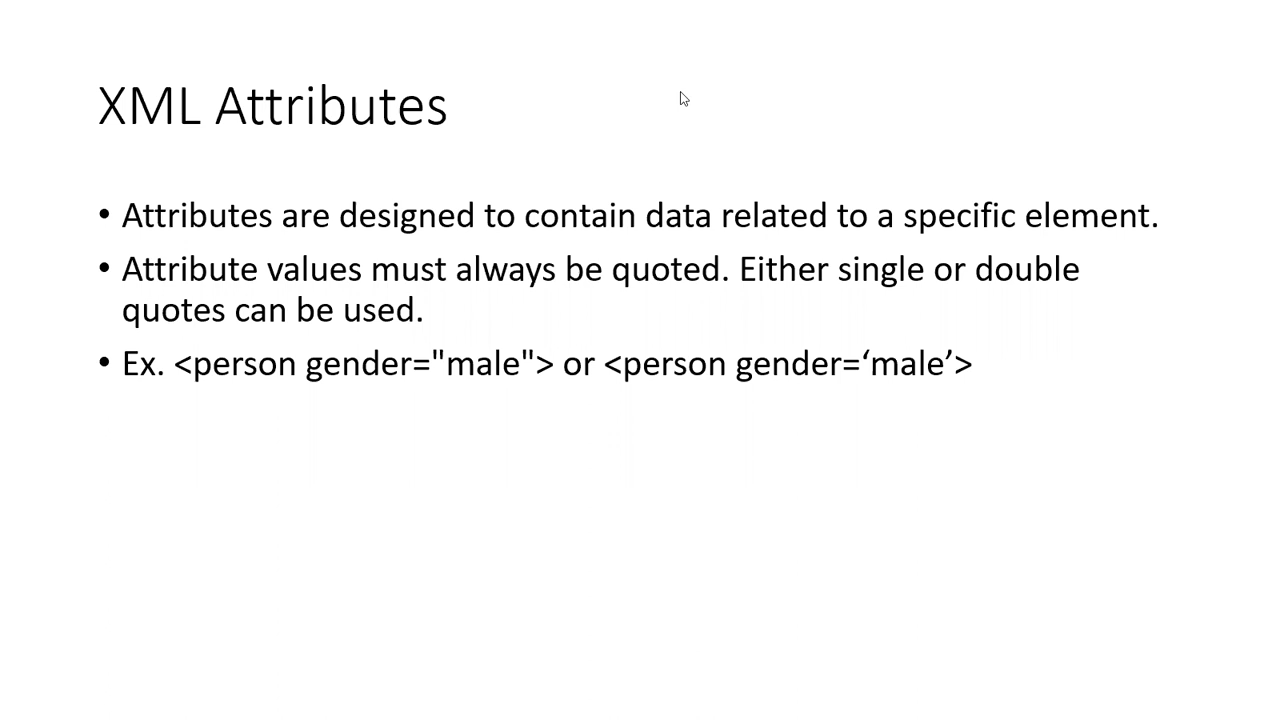 XML Attributes
• Attributes are designed to contain data related to a specific element.
• Attribute values must always be quoted. Either single or double
quotes can be used.
• Ex. <person gender="male"> or <person gender=‘male’>